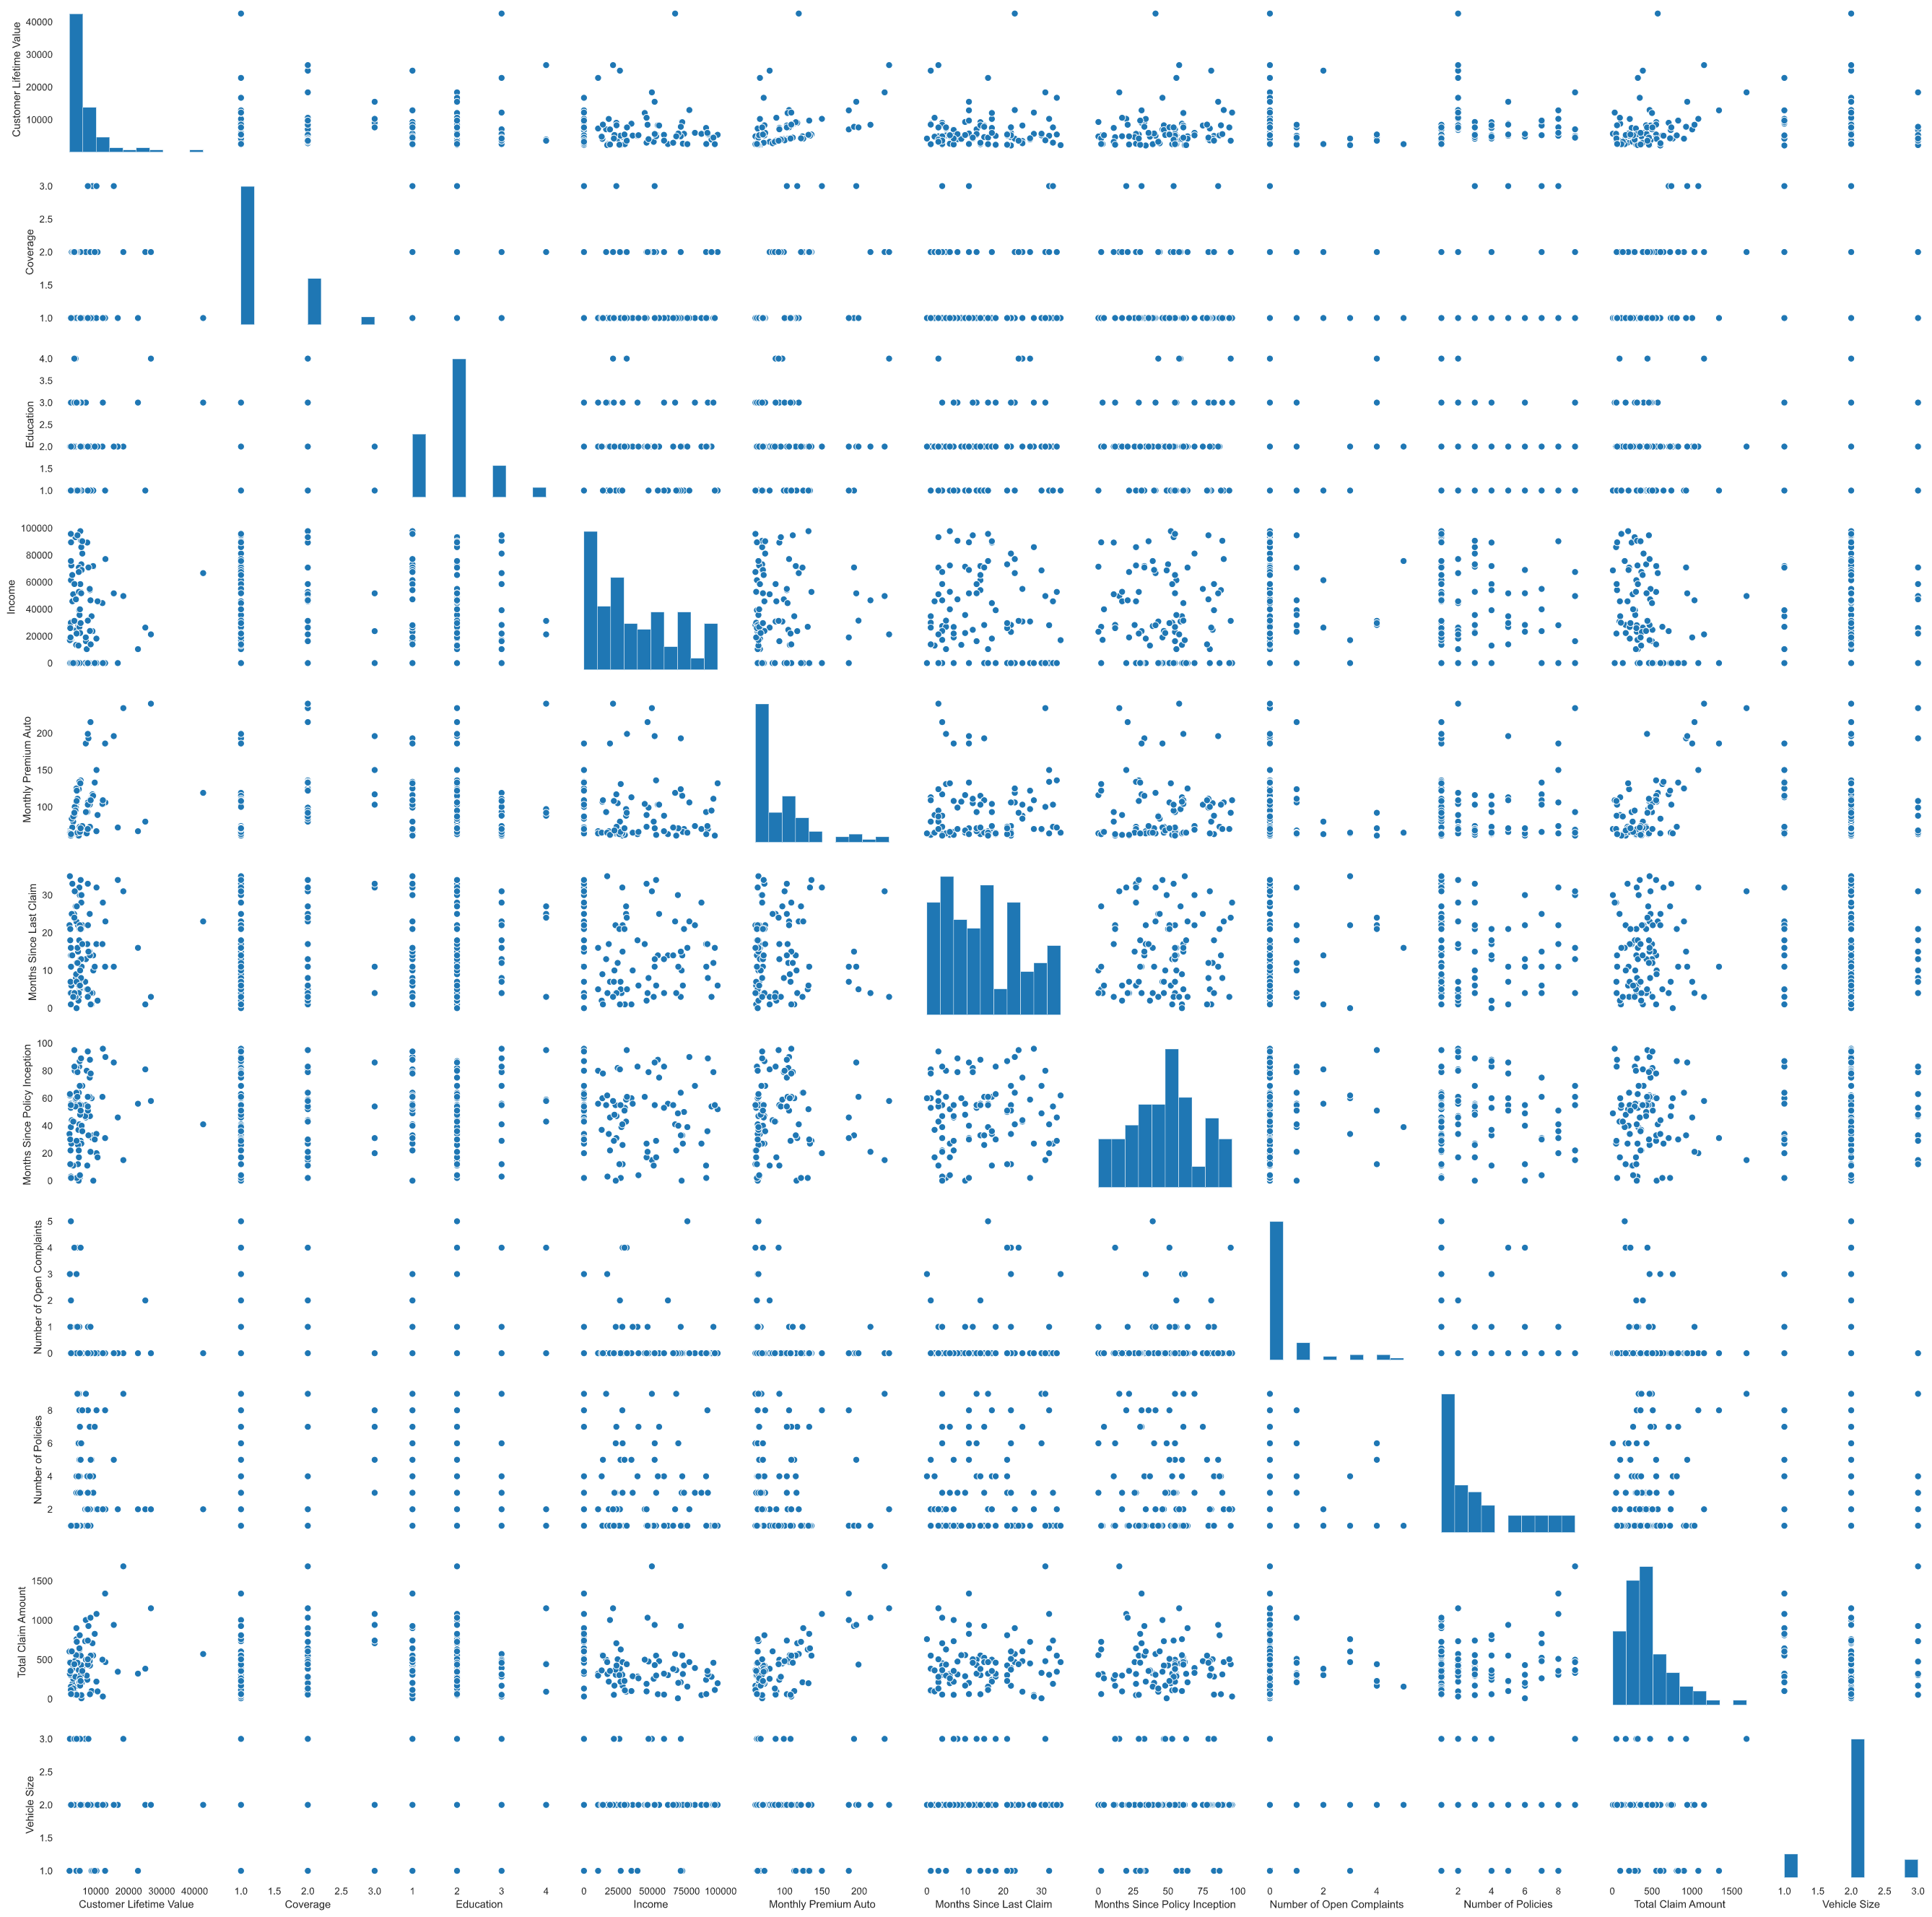 40000
30000
20000
10000
Customer Lifetime Value
3.0
2.5
2.0
1.5
1.0
Coverage
4.0
3.5
3.0
2.5
2.0
1.5
1.0
Education
100000
80000
60000
40000
20000
0
Income
200
150
100
Monthly Premium Auto
30
20
10
0
Months Since Last Claim
100
80
60
40
20
0
Months Since Policy Inception
5
4
3
2
1
0
Number of Open Complaints
8
6
4
2
Number of Policies
1500
1000
500
0
Total Claim Amount
3.0
2.5
2.0
1.5
1.0
Vehicle Size
10000 20000 30000 40000
Customer Lifetime Value
1.0 1.5 2.0 2.5 3.0
Coverage
1 2 3 4
Education
0 25000 50000 75000 100000
Income
100 150 200
Monthly Premium Auto
0 10 20 30
Months Since Last Claim
0 25 50 75 100
Months Since Policy Inception
0 2 4
Number of Open Complaints
2 4 6 8
Number of Policies
0 500 1000 1500
Total Claim Amount
1.0 1.5 2.0 2.5 3.0
Vehicle Size